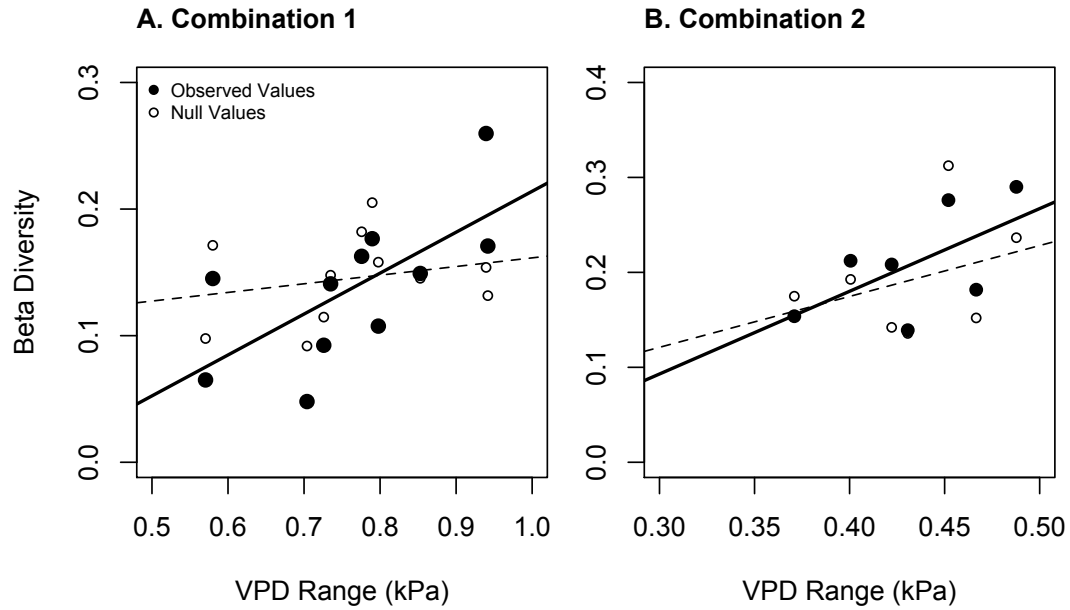 A. Combination 1
B. Combination 2
Observed Values
Null Values
Beta Diversity
0.3
0.2
0.1
0.0
0.5 0.6 0.7 0.8 0.9 1.0
VPD Range (kPa)
0.4
0.3
0.2
0.1
0.0
0.30 0.35 0.40 0.45 0.50
VPD Range (kPa)